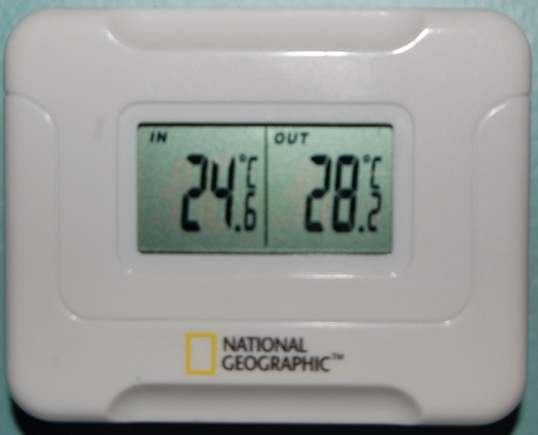 IN OUT
24.6 °C 28.2 °C
NATIONAL
GEOGRAPHIC™